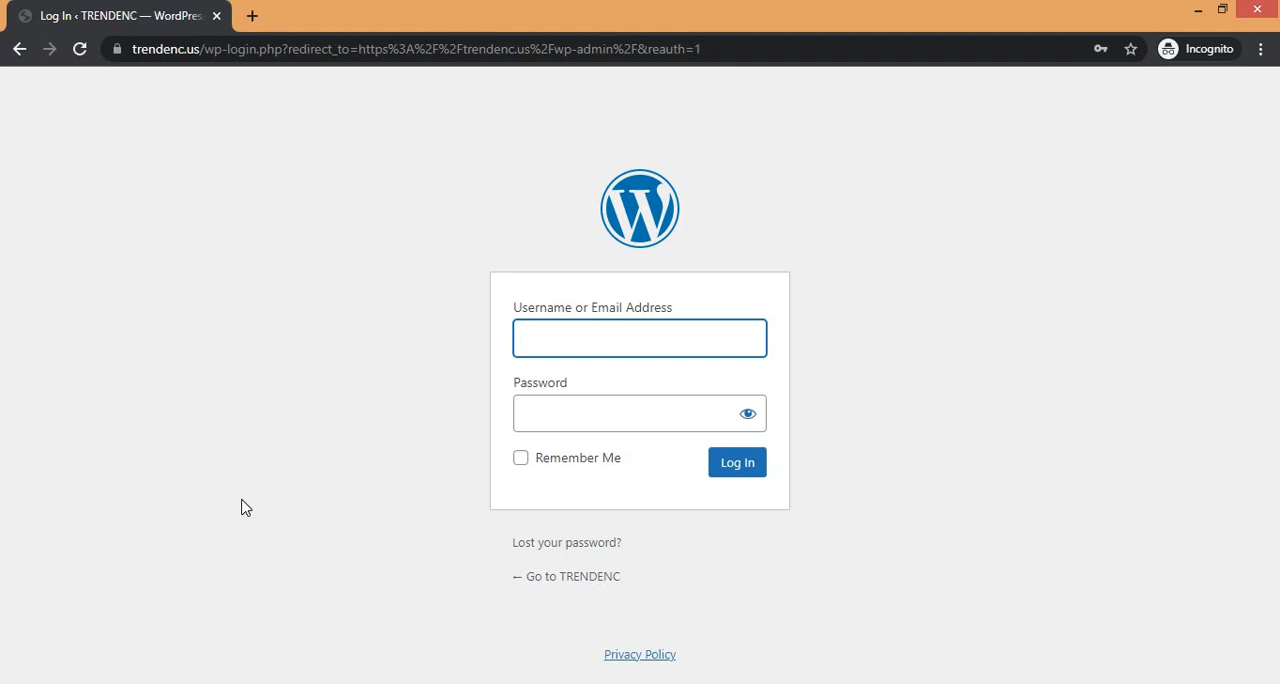 Log In ‹ TRENDENC — WordPres
trendenc.us/wp-login.php?redirect_to=https%3A%2F%2Ftrendenc.us%2Fwp-admin%2F&reauth=1
Incognito
Username or Email Address
Password
Remember Me
Log In
Lost your password?
← Go to TRENDENC
Privacy Policy